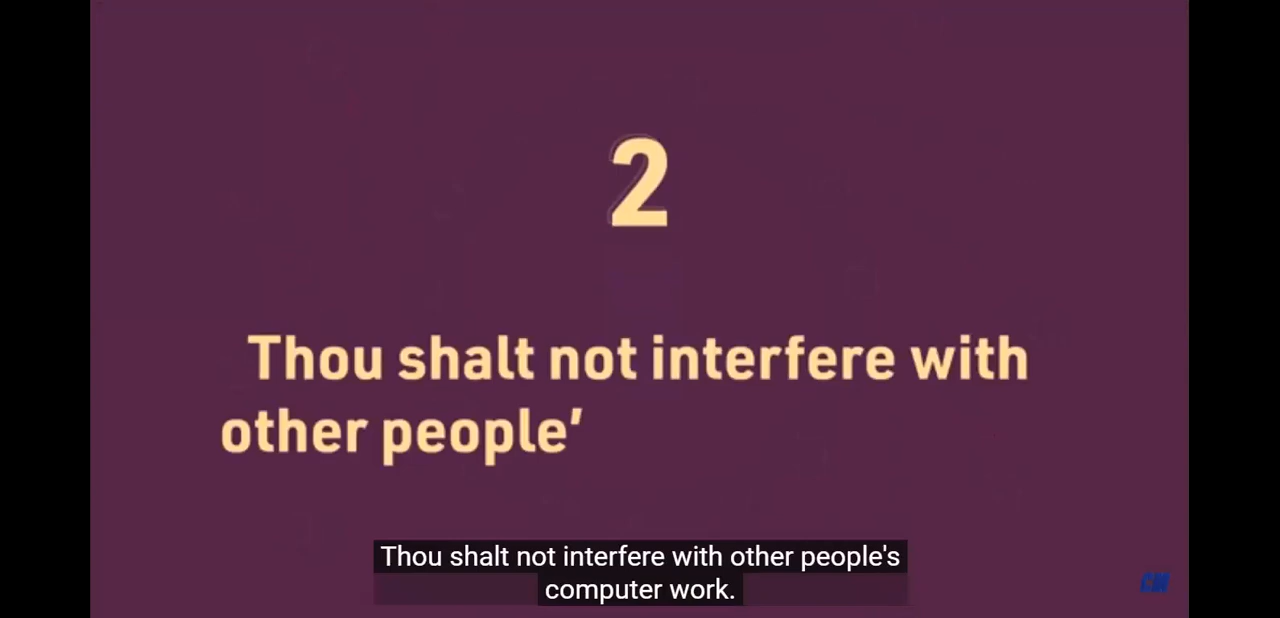 2
Thou shalt not interfere with
other people’
Thou shalt not interfere with other people's
computer work.